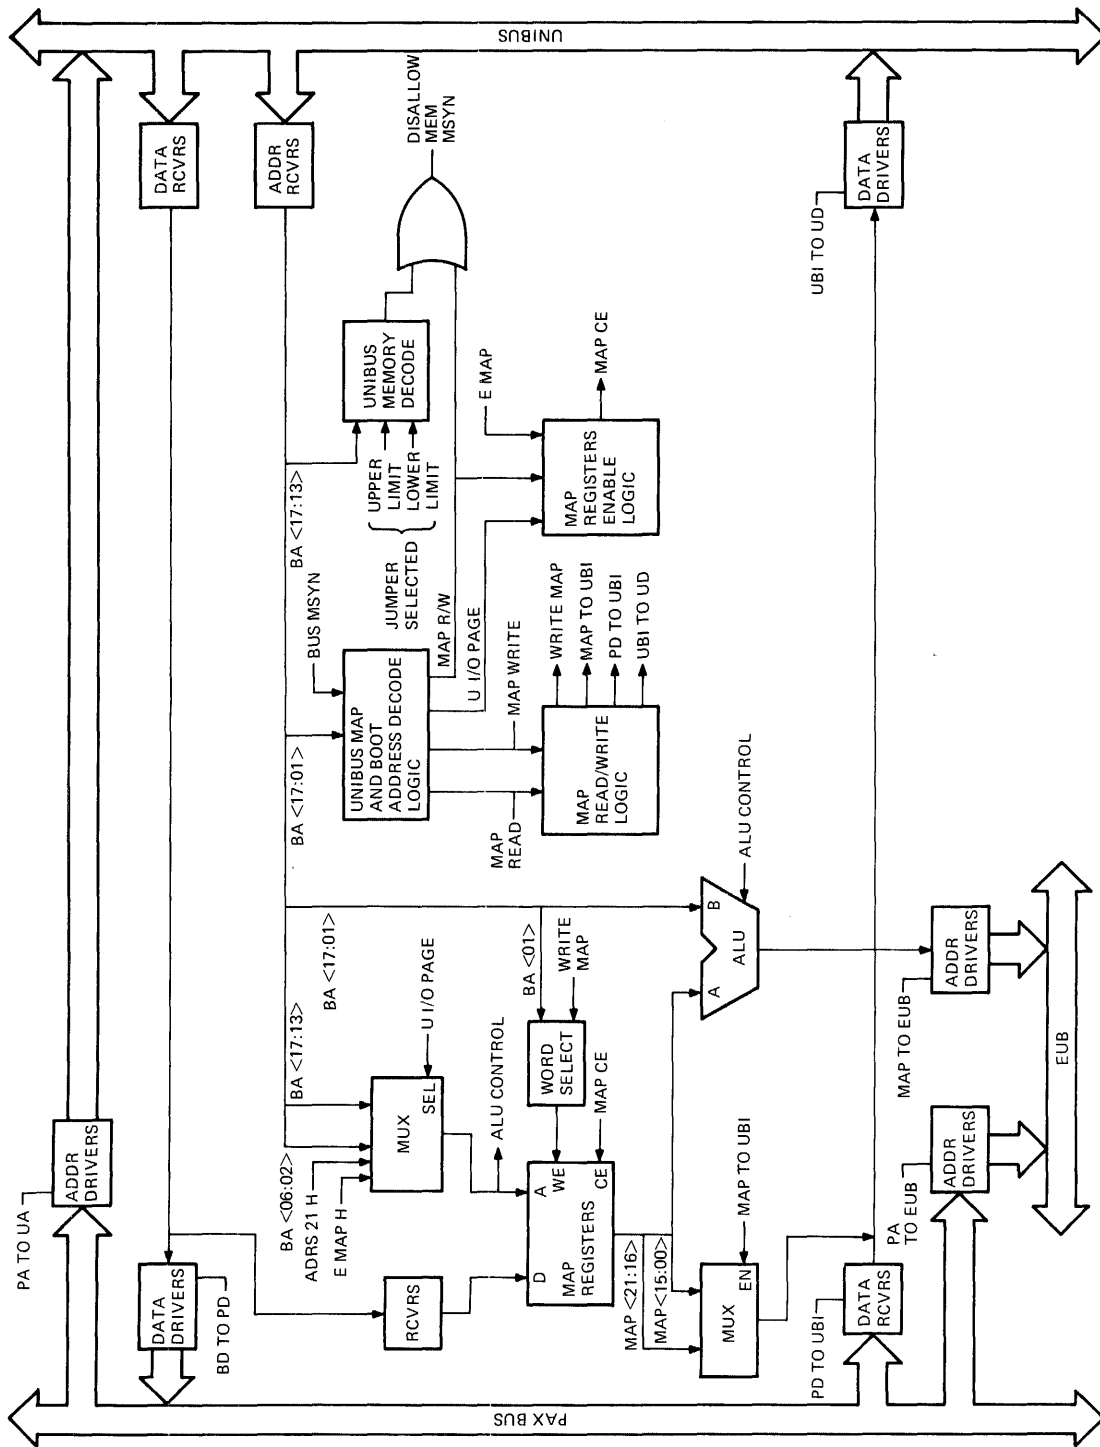 PAX BUS
UNIBUS
PA TO UA
ADDR
DRIVERS
DATA
DRIVERS
BD TO PD
DATA
RCVRS
ADDR
RCVRS
BA <17:13>
BA <17:01>
BUS MSYN
UNIBUS MAP
AND BOOT
ADDRESS DECODE
LOGIC
JUMPER
SELECTED
UPPER
LIMIT
LOWER
LIMIT
UNIBUS
MEMORY
DECODE
DISALLOW
MEM
MSYN
MAP R/W
U I/O PAGE
MAP
READ
MAP WRITE
MAP
READ/WRITE
LOGIC
WRITE MAP
MAP TO UBI
PD TO UBI
UBI TO UD
E MAP
MAP
REGISTERS
ENABLE
LOGIC
MAP CE
BA <06:02>
ADRS 21 H
E MAP H
BA <17:13>
BA <17:01>
MUX
SEL
U I/O PAGE
ALU CONTROL
RCVRS
D
A
WE
CE
MAP
REGISTERS
WORD
SELECT
BA <01>
WRITE
MAP
MAP CE
MAP <21:16>
MAP<15:00>
MUX
EN
MAP TO UBI
A
B
ALU
ALU CONTROL
PD TO UBI
DATA
RCVRS
UBI TO UD
DATA
DRIVERS
PA
TO EUB
ADDR
DRIVERS
MAP TO EUB
ADDR
DRIVERS
EUB